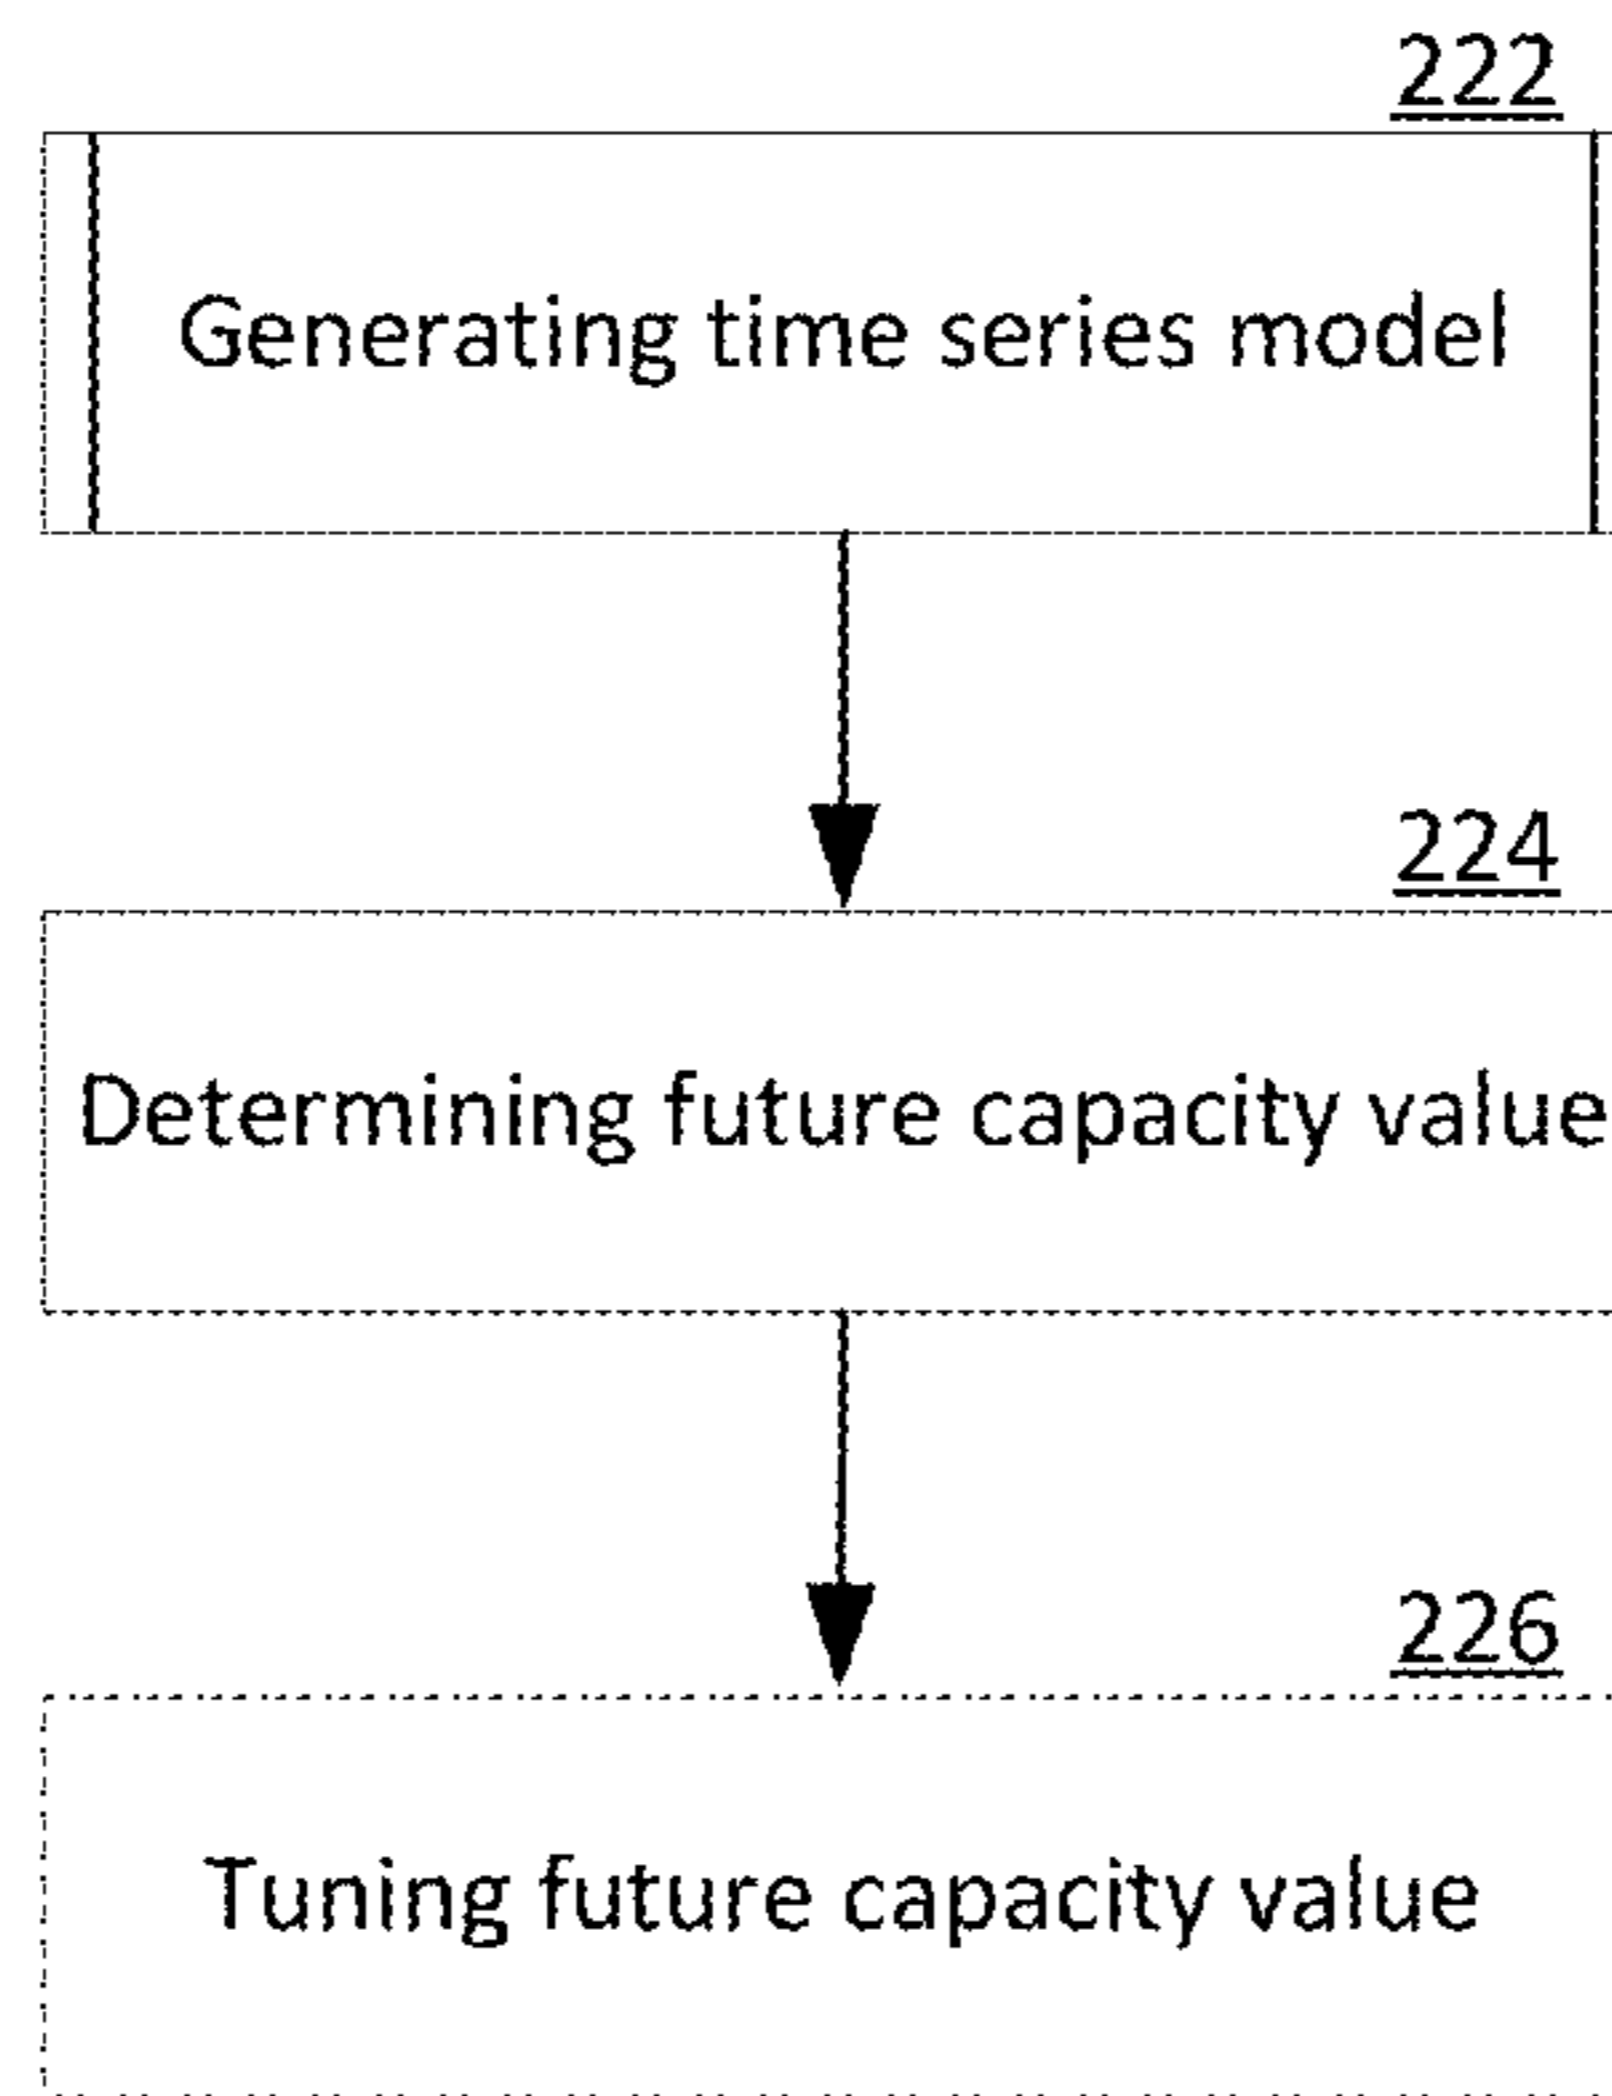 222
Generating time series model
224
Determining future capacity value
226
Tuning future capacity value